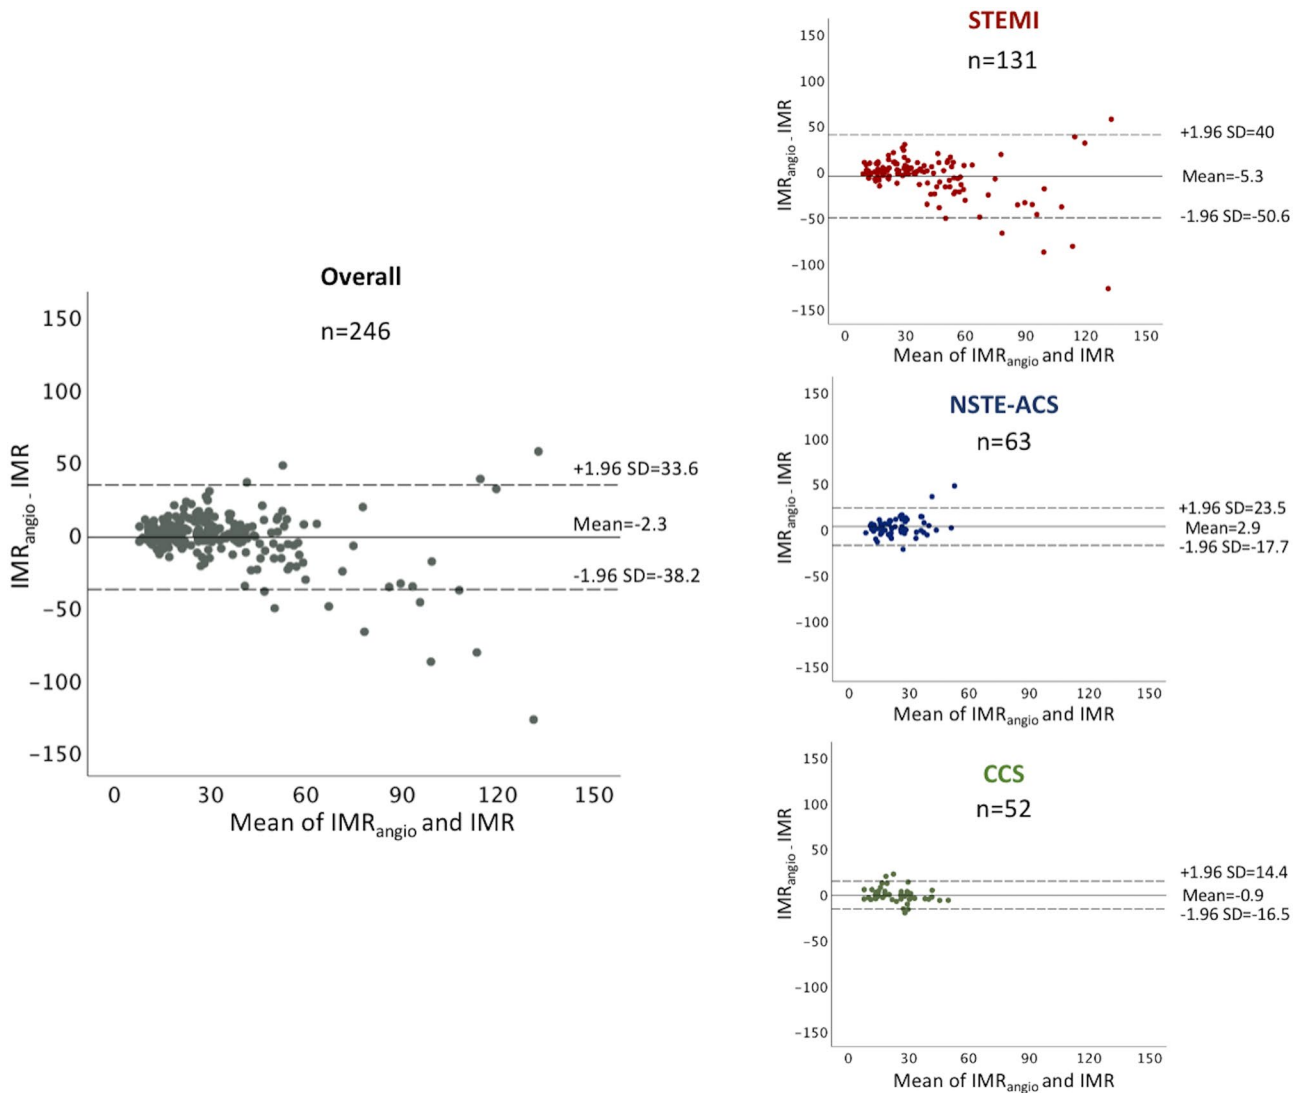 Overall
n=246
150
100
50
0
−50
−100
−150
IMRangio - IMR
+1.96 SD=33.6
Mean=-2.3
-1.96 SD=-38.2
0 30 60 90 120 150
Mean of IMRangio and IMR
STEMI
n=131
150
100
50
0
−50
−100
−150
IMRangio - IMR
+1.96 SD=40
Mean=-5.3
-1.96 SD=-50.6
0 30 60 90 120 150
Mean of IMRangio and IMR
NSTE-ACS
n=63
150
100
50
0
−50
−100
−150
IMRangio - IMR
+1.96 SD=23.5
Mean=2.9
-1.96 SD=-17.7
0 30 60 90 120 150
Mean of IMRangio and IMR
CCS
n=52
150
100
50
0
−50
−100
−150
IMRangio - IMR
+1.96 SD=14.4
Mean=-0.9
-1.96 SD=-16.5
0 30 60 90 120 150
Mean of IMRangio and IMR